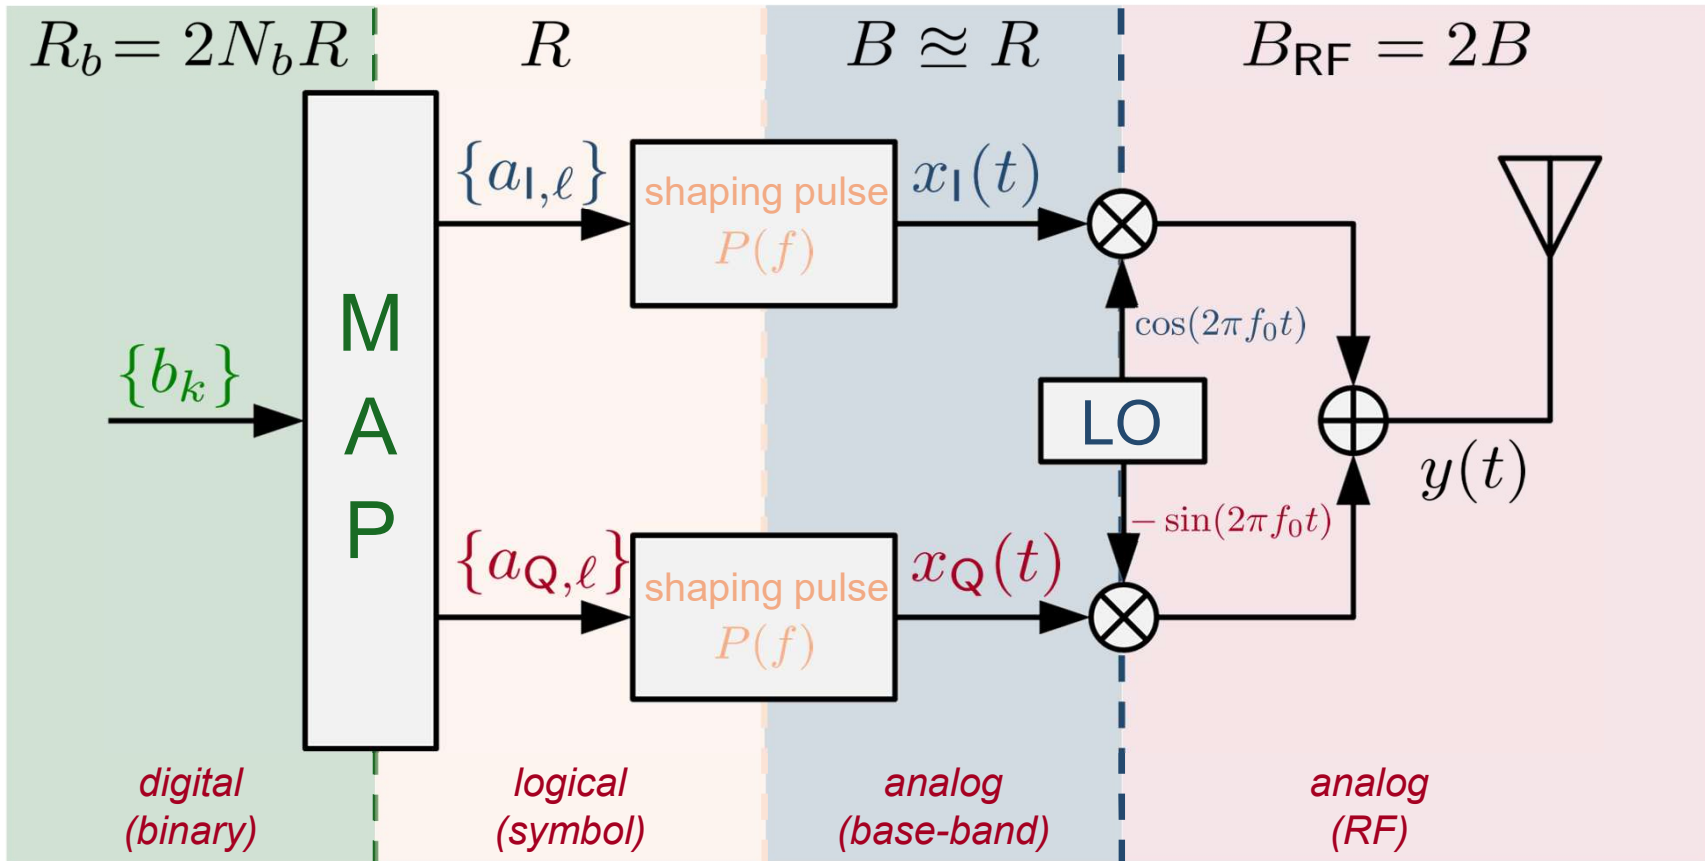 R_b = 2N_bR
R
B ≊ R
B_RF = 2B
{a_I,ℓ}
shaping pulse
P(f)
x_I(t)
cos(2πf_0t)
{b_k}
M
A
P
LO
y(t)
− sin(2πf_0t)
{a_Q,ℓ}
shaping pulse
P(f)
x_Q(t)
digital
(binary)
logical
(symbol)
analog
(base-band)
analog
(RF)